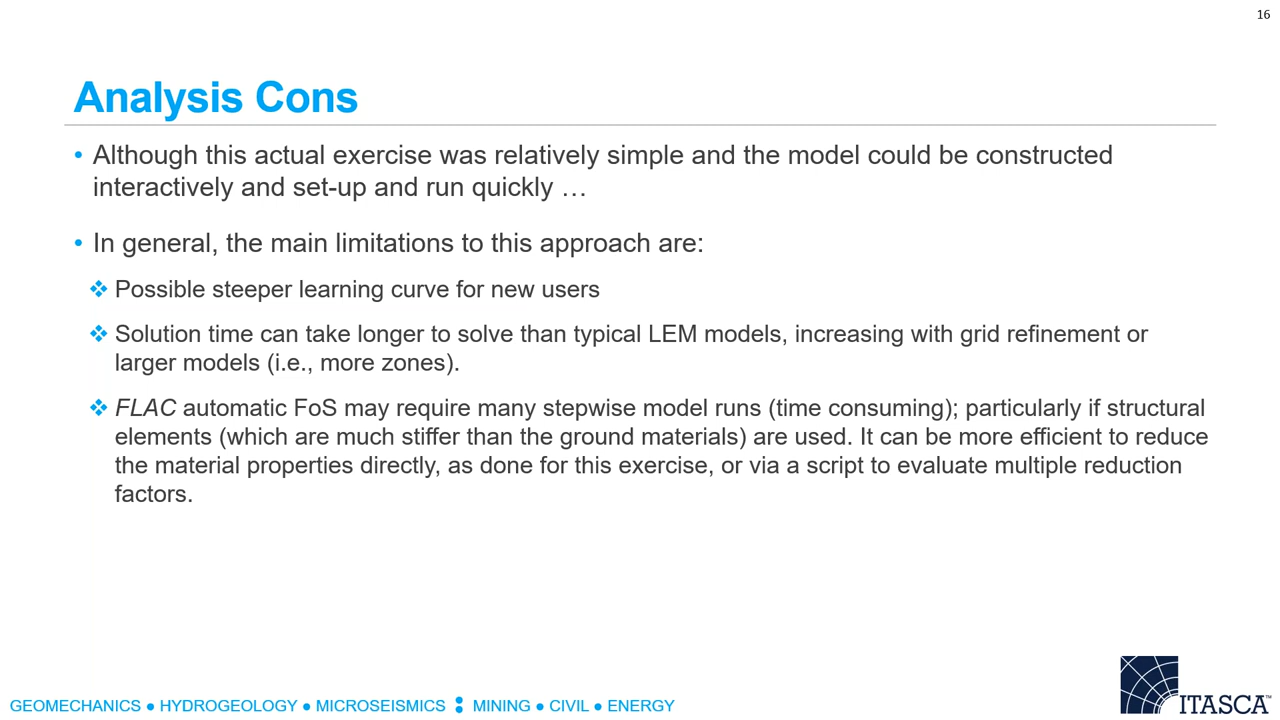 16
Analysis Cons
• Although this actual exercise was relatively simple and the model could be constructed
interactively and set-up and run quickly …
• In general, the main limitations to this approach are:
❖ Possible steeper learning curve for new users
❖ Solution time can take longer to solve than typical LEM models, increasing with grid refinement or
larger models (i.e., more zones).
❖ FLAC automatic FoS may require many stepwise model runs (time consuming); particularly if structural
elements (which are much stiffer than the ground materials) are used. It can be more efficient to reduce
the material properties directly, as done for this exercise, or via a script to evaluate multiple reduction
factors.
GEOMECHANICS ● HYDROGEOLOGY ● MICROSEISMICS : MINING ● CIVIL ● ENERGY
ITASCA™